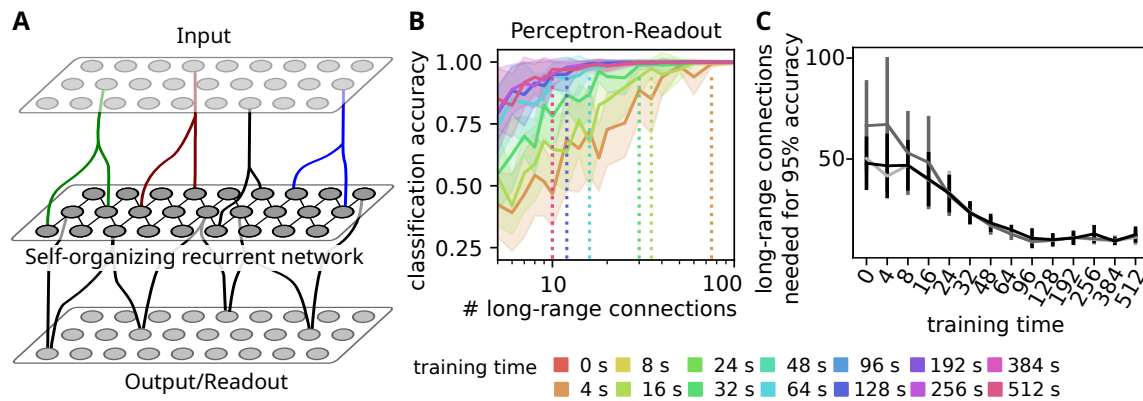 A
Input
Self-organizing recurrent network
Output/Readout
B
Perceptron-Readout
classification accuracy
1.00
0.75
0.50
0.25
10
100
# long-range connections
C
long-range connections
needed for 95% accuracy
100
50
0
4
8
16
24
32
48
64
96
128
192
256
384
512
training time
training time
0 s
8 s
24 s
48 s
96 s
192 s
384 s
4 s
16 s
32 s
64 s
128 s
256 s
512 s